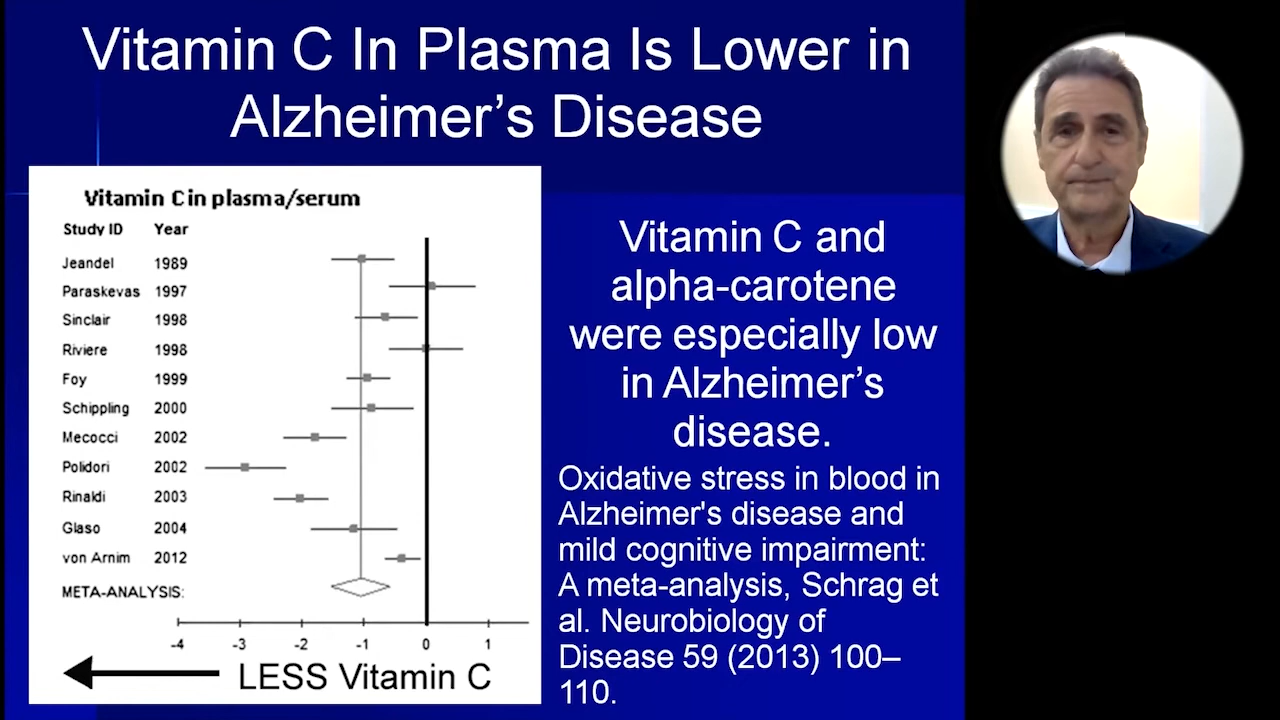 Vitamin C In Plasma Is Lower in
Alzheimer’s Disease
Vitamin C in plasma/serum
Study ID Year
Jeandel 1989
Paraskevas 1997
Sinclair 1998
Riviere 1998
Foy 1999
Schippling 2000
Mecocci 2002
Polidori 2002
Rinaldi 2003
Glaso 2004
von Arnim 2012
META-ANALYSIS:
-4 -3 -2 -1 0 1
LESS Vitamin C
Vitamin C and
alpha-carotene
were especially low
in Alzheimer’s
disease.
Oxidative stress in blood in
Alzheimer's disease and
mild cognitive impairment:
A meta-analysis, Schrag et
al. Neurobiology of
Disease 59 (2013) 100–
110.